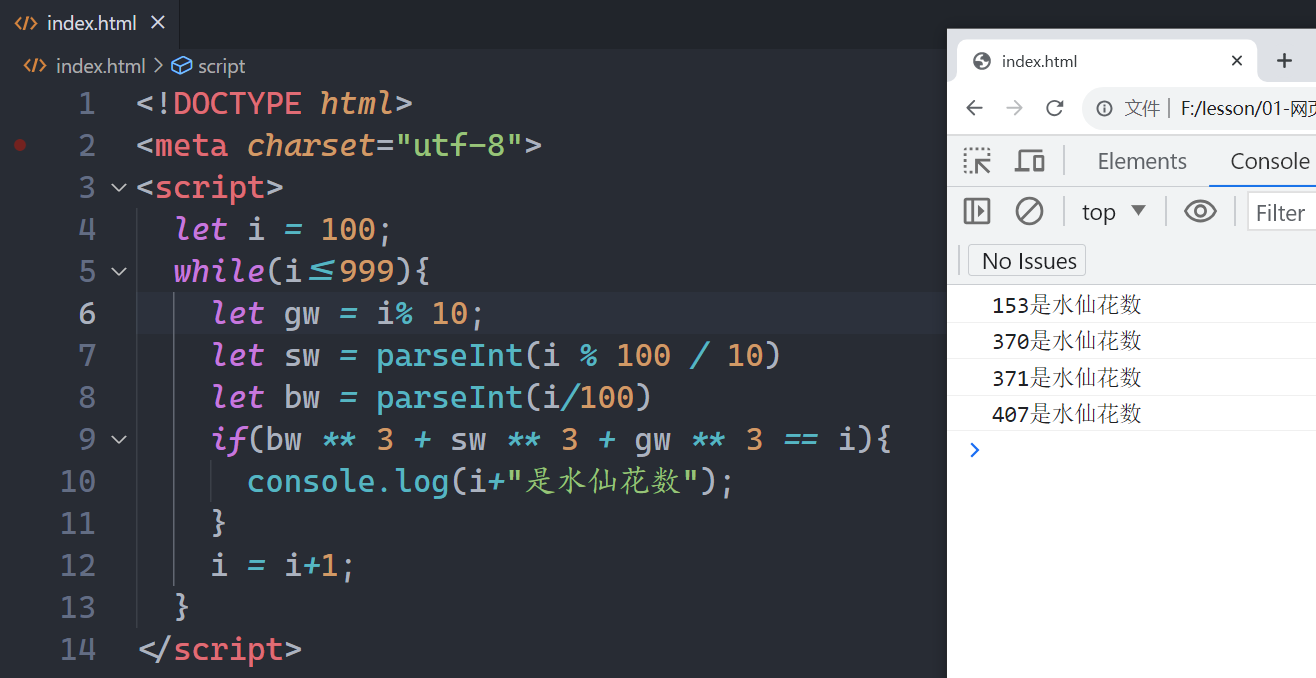 index.html
index.html > script
1 <!DOCTYPE html>
2 <meta charset="utf-8">
3 <script>
4 let i = 100;
5 while(i≤999){
6 let gw = i% 10;
7 let sw = parseInt(i % 100 / 10)
8 let bw = parseInt(i/100)
9 if(bw ** 3 + sw ** 3 + gw ** 3 == i){
10 console.log(i+"是水仙花数");
11 }
12 i = i+1;
13 }
14 </script>
index.html
文件 F:/lesson/01-网页
Elements Console
top Filter
No Issues
153是水仙花数
370是水仙花数
371是水仙花数
407是水仙花数